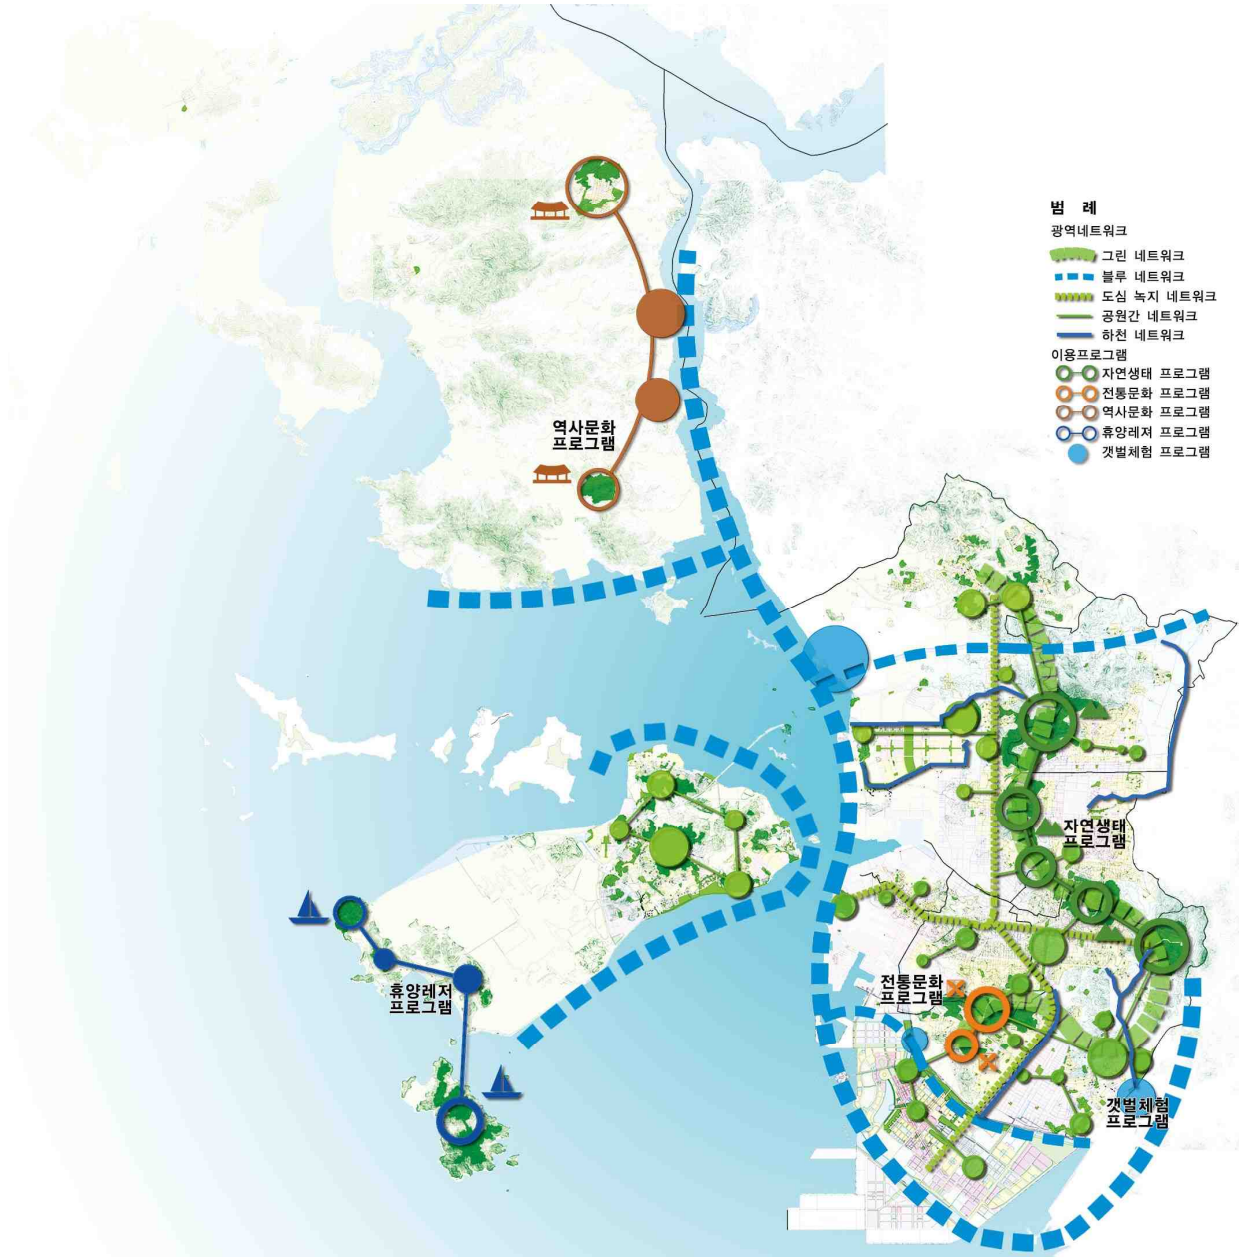 범 례
광역네트워크
그린 네트워크
블루 네트워크
도심 녹지 네트워크
공원간 네트워크
하천 네트워크
이용프로그램
자연생태 프로그램
전통문화 프로그램
역사문화 프로그램
휴양레져 프로그램
갯벌체험 프로그램
역사문화
프로그램
자연생태
프로그램
휴양레저
프로그램
전통문화
프로그램
갯벌체험
프로그램